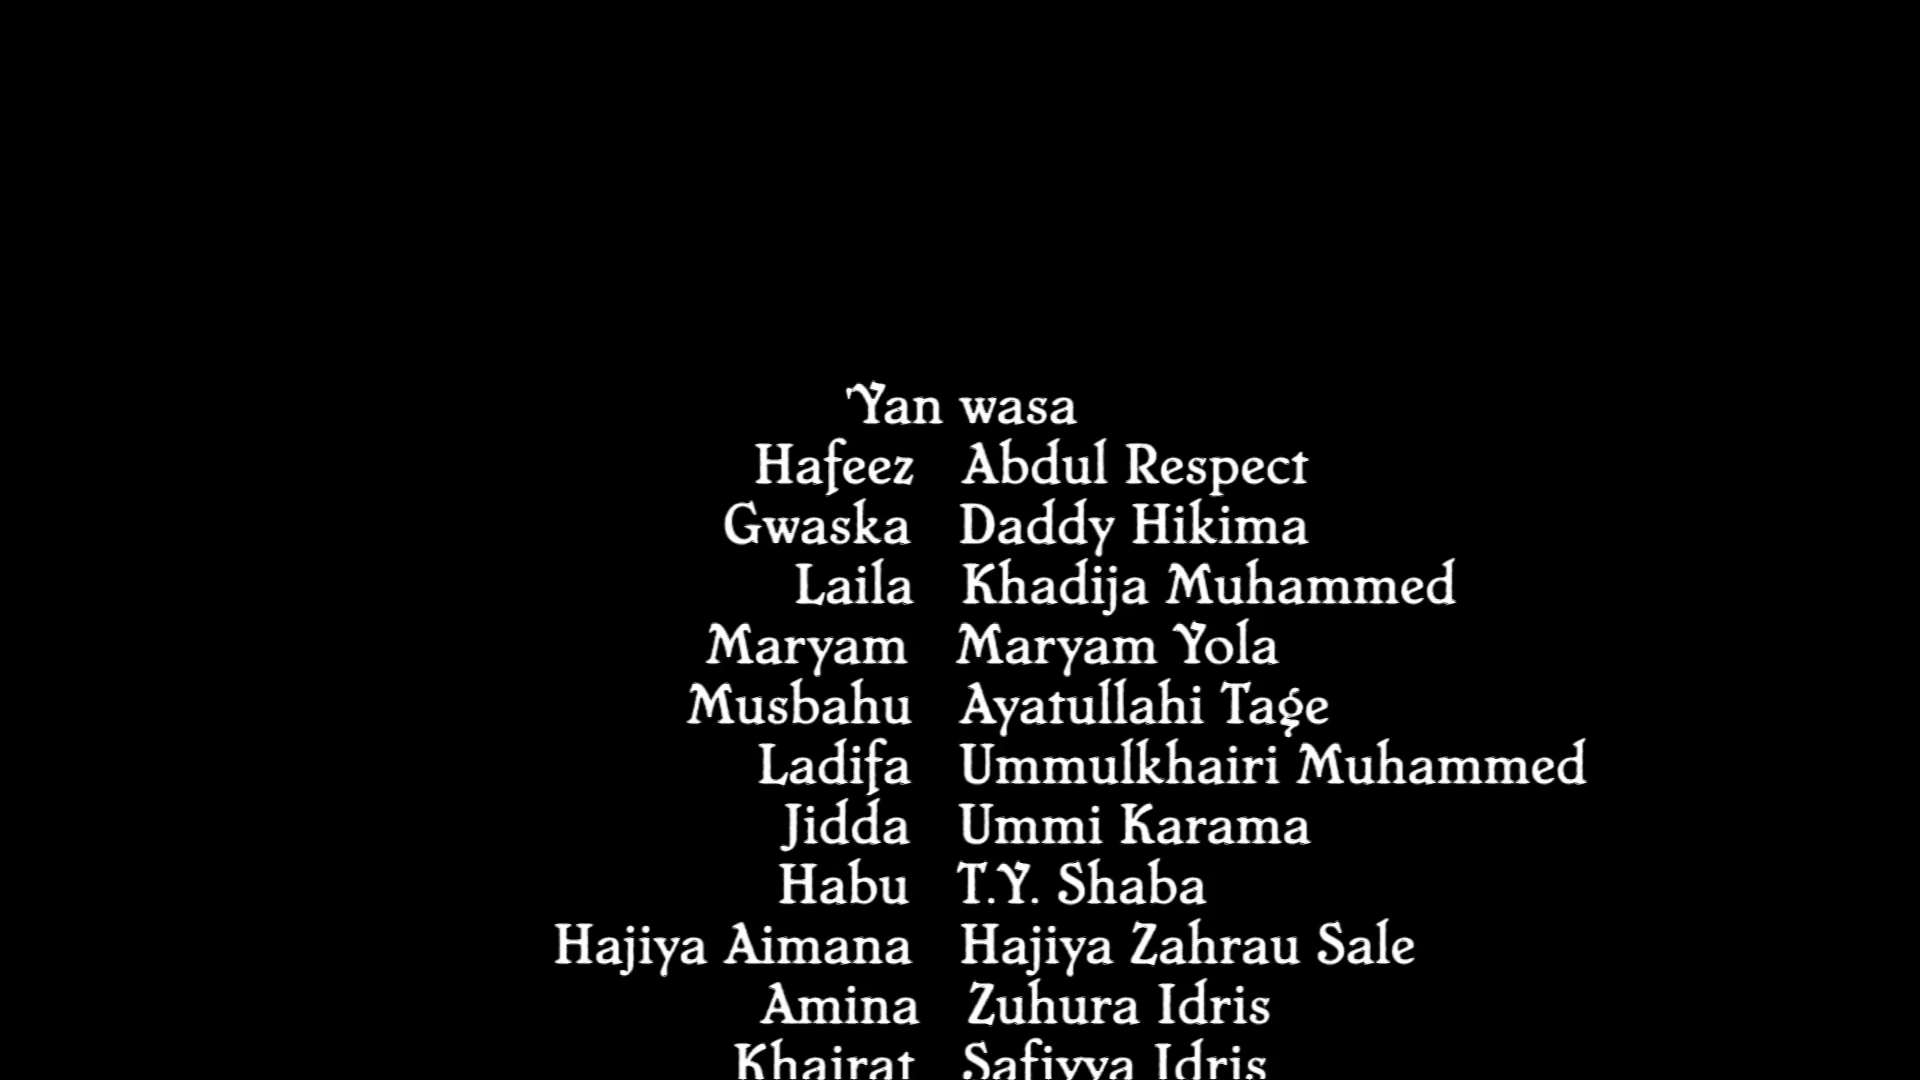 'Yan wasa
Hafeez Abdul Respect
Gwaska Daddy Hikima
Laila Khadija Muhammed
Maryam Maryam Yola
Musbahu Ayatullahi Tage
Ladifa Ummulkhairi Muhammed
Jidda Ummi Karama
Habu T.Y. Shaba
Hajiya Aimana Hajiya Zahrau Sale
Amina Zuhura Idris
Khairat Safiyya Idris